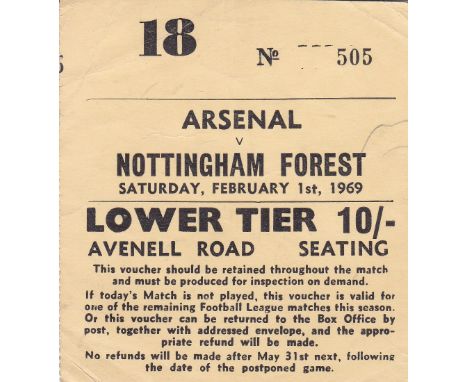 18
No 505
5
ARSENAL
v
NOTTINGHAM FOREST
SATURDAY, FEBRUARY 1st, 1969
LOWER TIER 10/-
AVENELL ROAD SEATING
This voucher should be retained throughout the match
and must be produced for inspection on demand.
If today's Match is not played, this voucher is valid for
one of the remaining Football League matches this season.
Or this voucher can be returned to the Box Office by
post, together with addressed envelope, and the appro-
priate refund will be made.
No refunds will be made after May 31st next, following
the date of the postponed game.